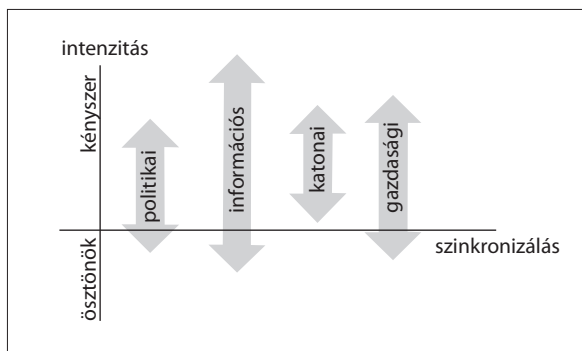 intenzitás
kényszer
politikai
információs
katonai
gazdasági
szinkronizálás
ösztönök